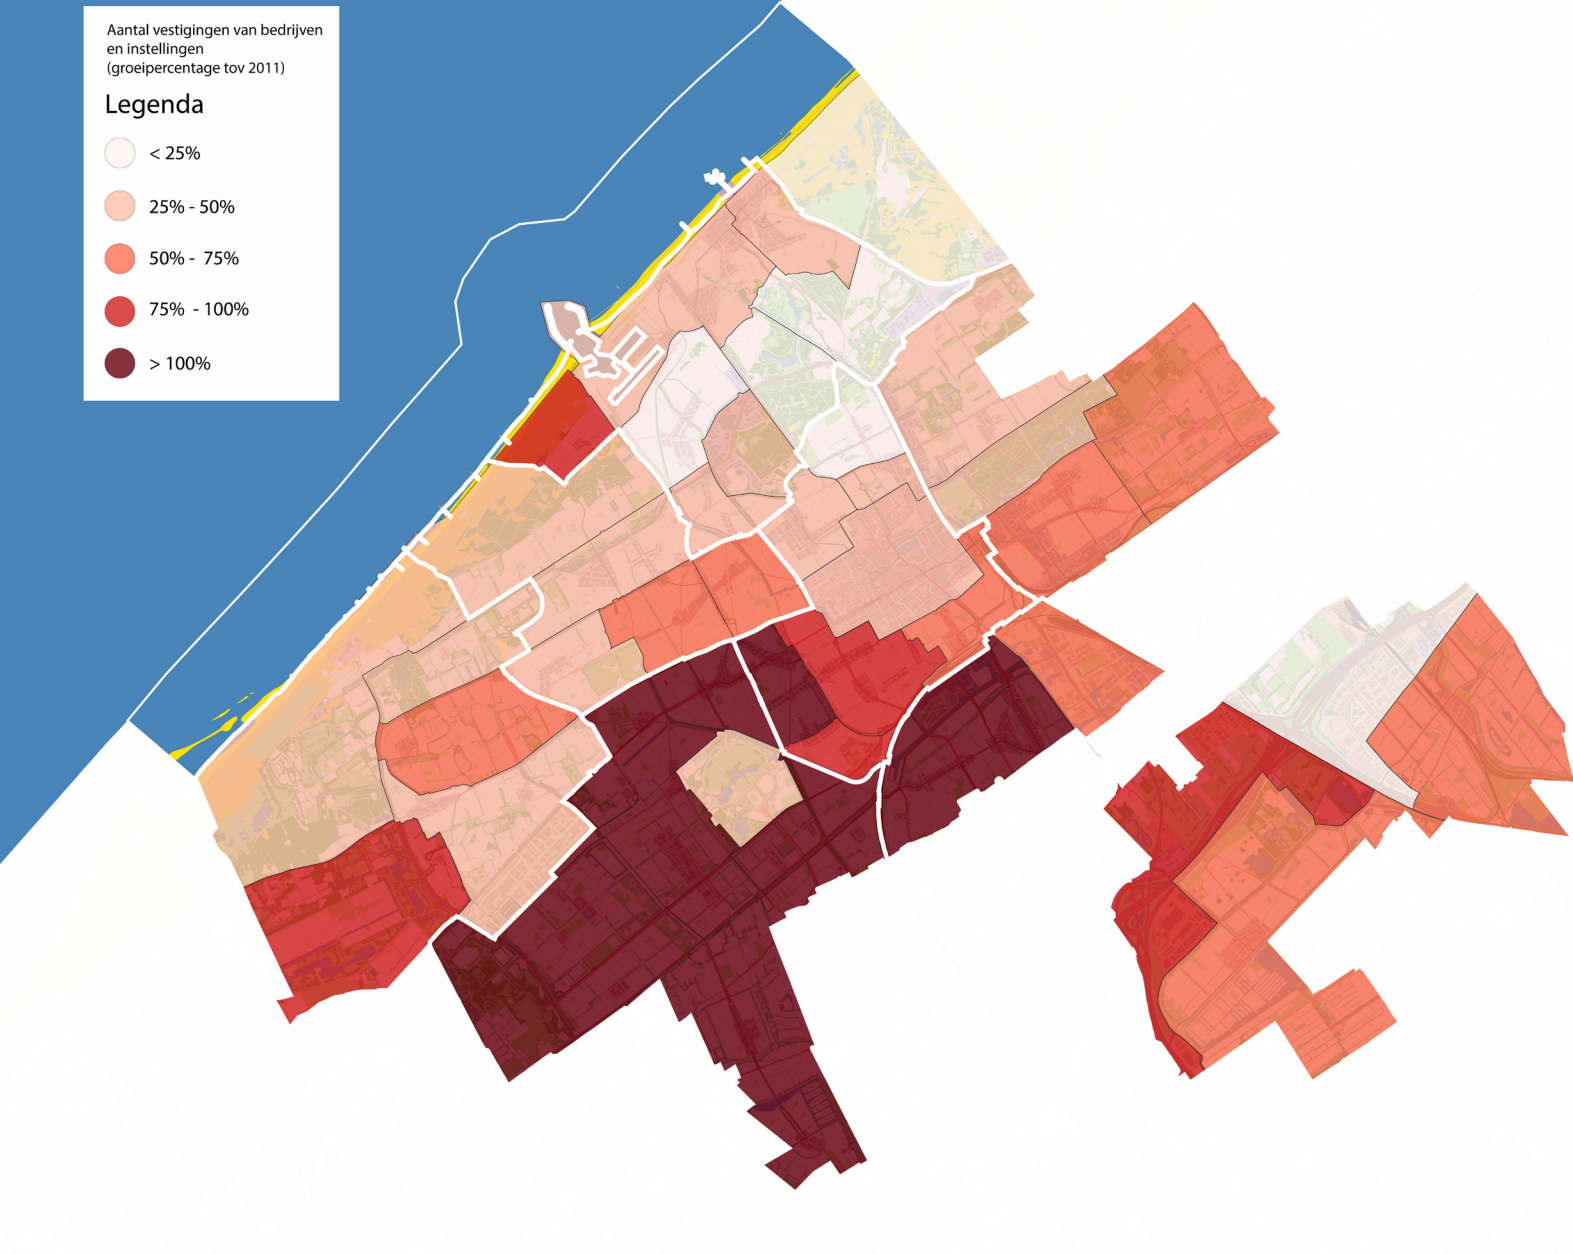 Aantal vestigingen van bedrijven
en instellingen
(groeipercentage tov 2011)
Legenda
< 25%
25% - 50%
50% - 75%
75% - 100%
> 100%